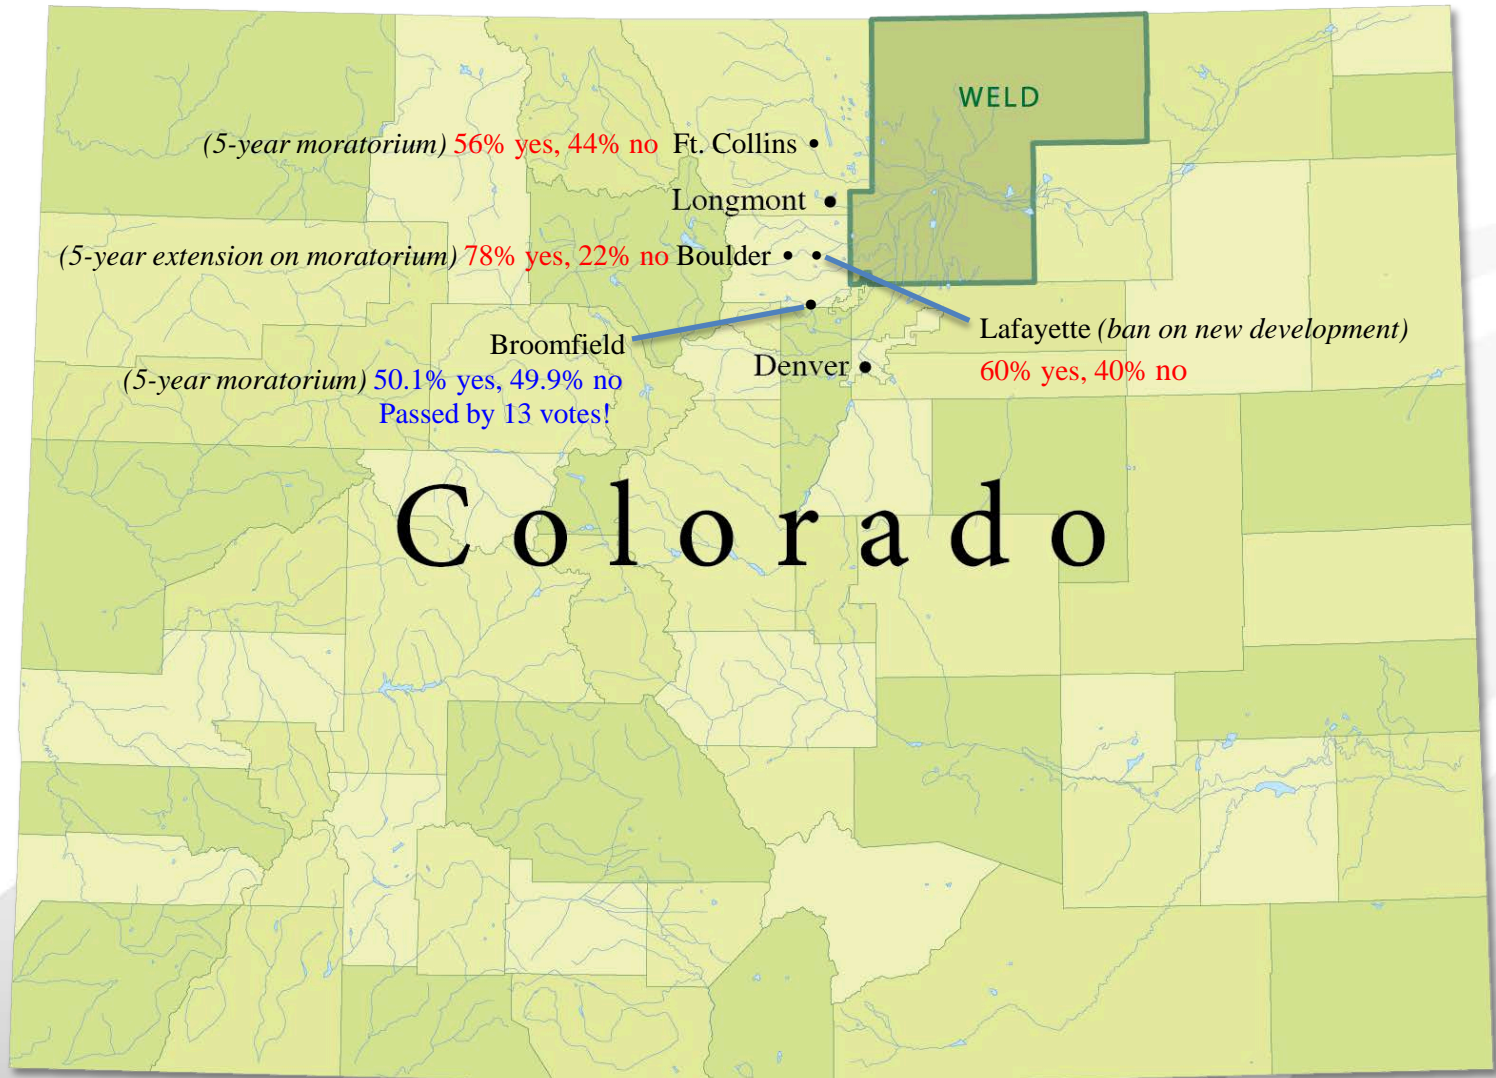 WELD
(5-year moratorium) 56% yes, 44% no Ft. Collins
Longmont
(5-year extension on moratorium) 78% yes, 22% no Boulder
Lafayette (ban on new development)
60% yes, 40% no
Broomfield
(5-year moratorium) 50.1% yes, 49.9% no
Passed by 13 votes!
Denver
Colorado